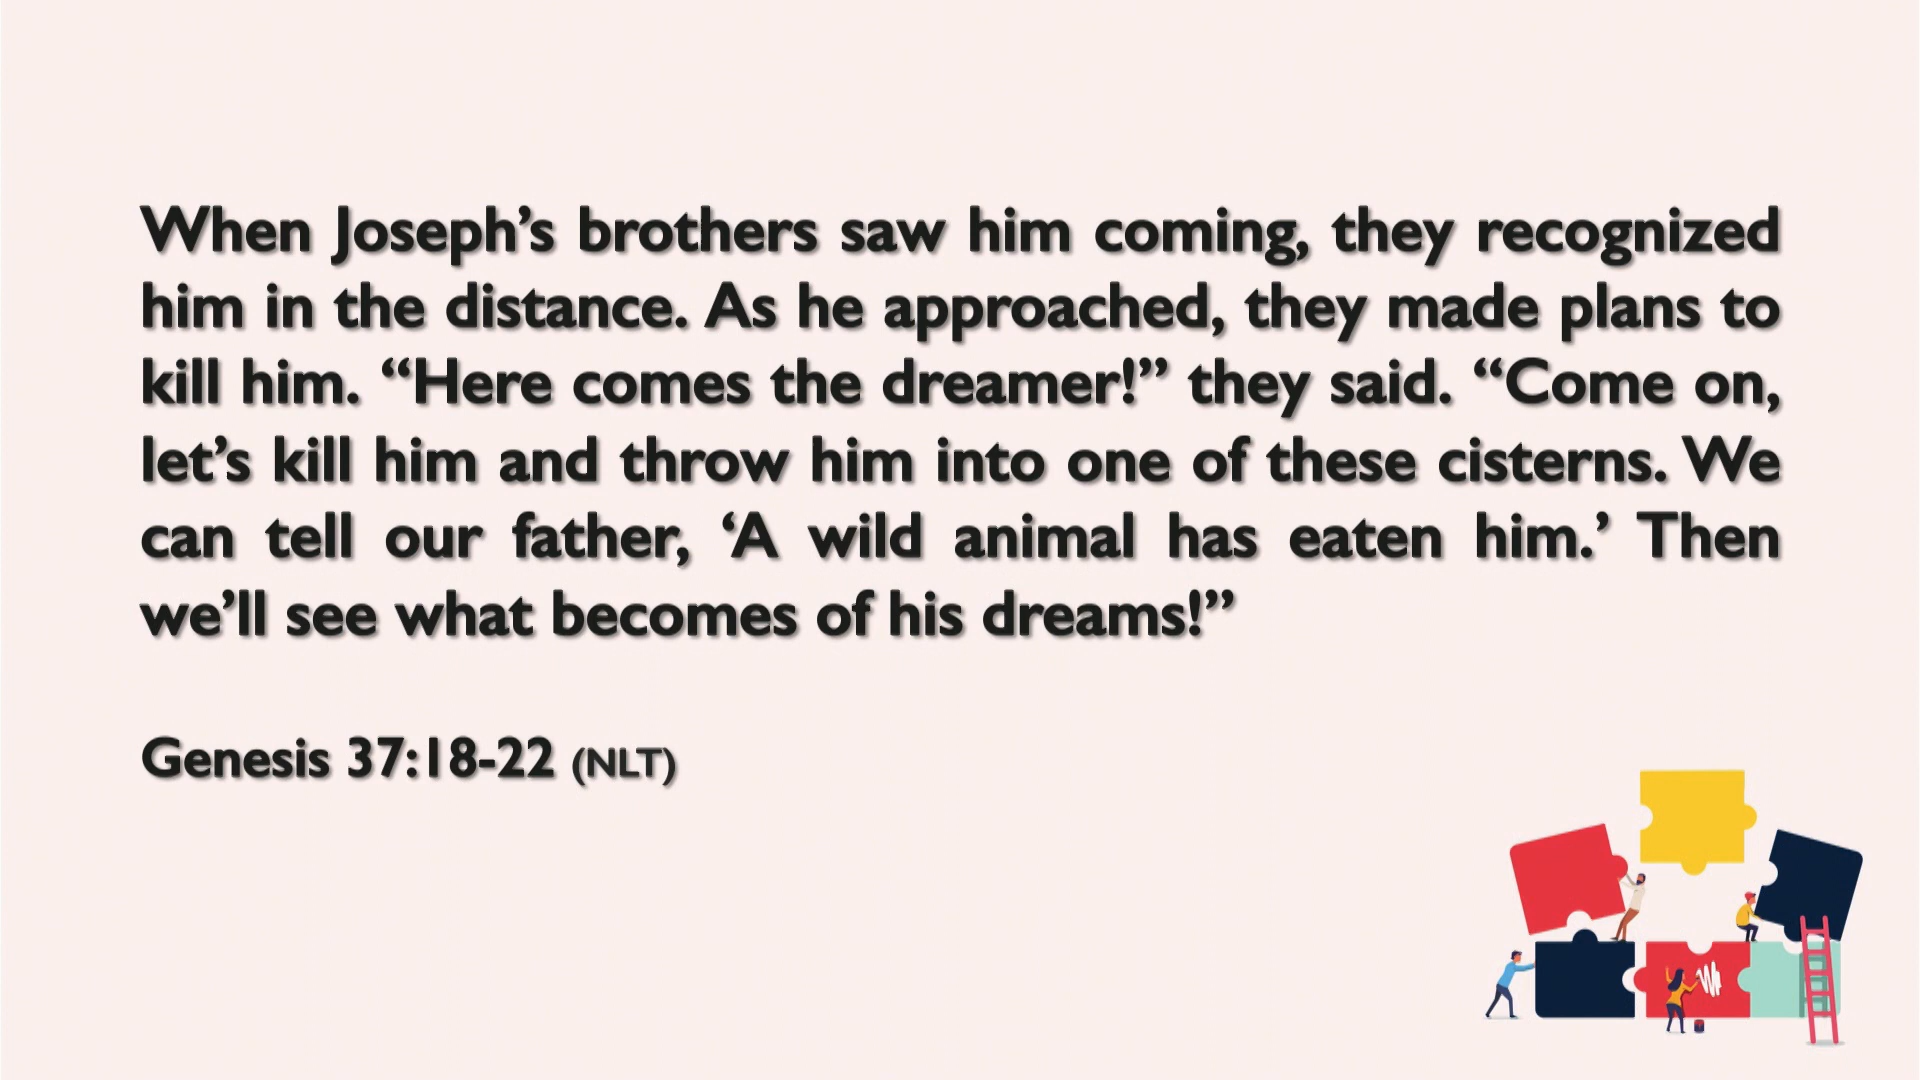 When Joseph’s brothers saw him coming, they recognized
him in the distance. As he approached, they made plans to
kill him. “Here comes the dreamer!” they said. “Come on,
let’s kill him and throw him into one of these cisterns. We
can tell our father, ‘A wild animal has eaten him.’ Then
we’ll see what becomes of his dreams!”
Genesis 37:18-22 (NLT)